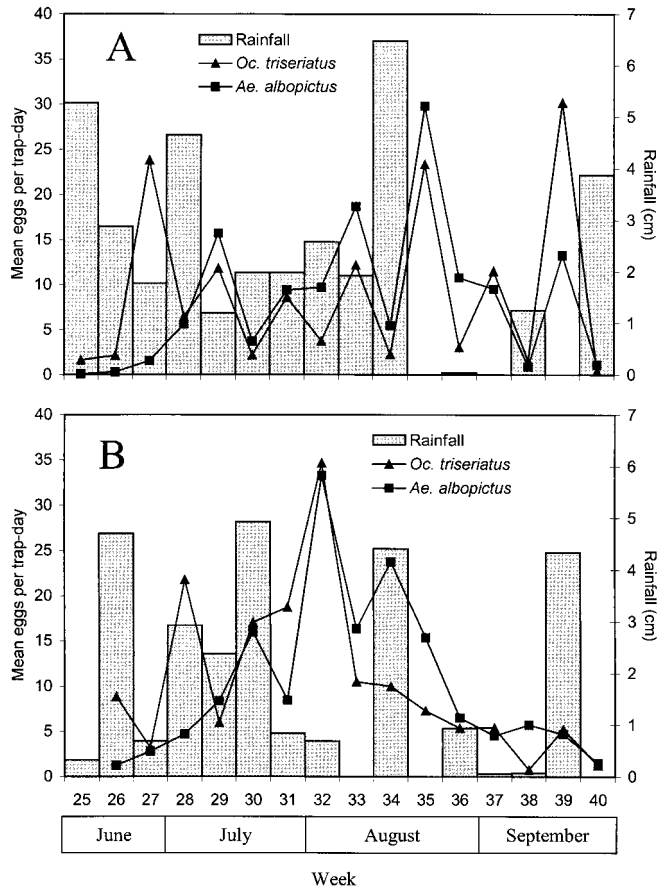 A
Rainfall
Oc. triseriatus
Ae. albopictus
Mean eggs per trap-day
40
35
30
25
20
15
10
5
0
Rainfall (cm)
7
6
5
4
3
2
1
0
B
Rainfall
Oc. triseriatus
Ae. albopictus
Mean eggs per trap-day
40
35
30
25
20
15
10
5
0
Rainfall (cm)
7
6
5
4
3
2
1
0
25 26 27 28 29 30 31 32 33 34 35 36 37 38 39 40
June July August September
Week